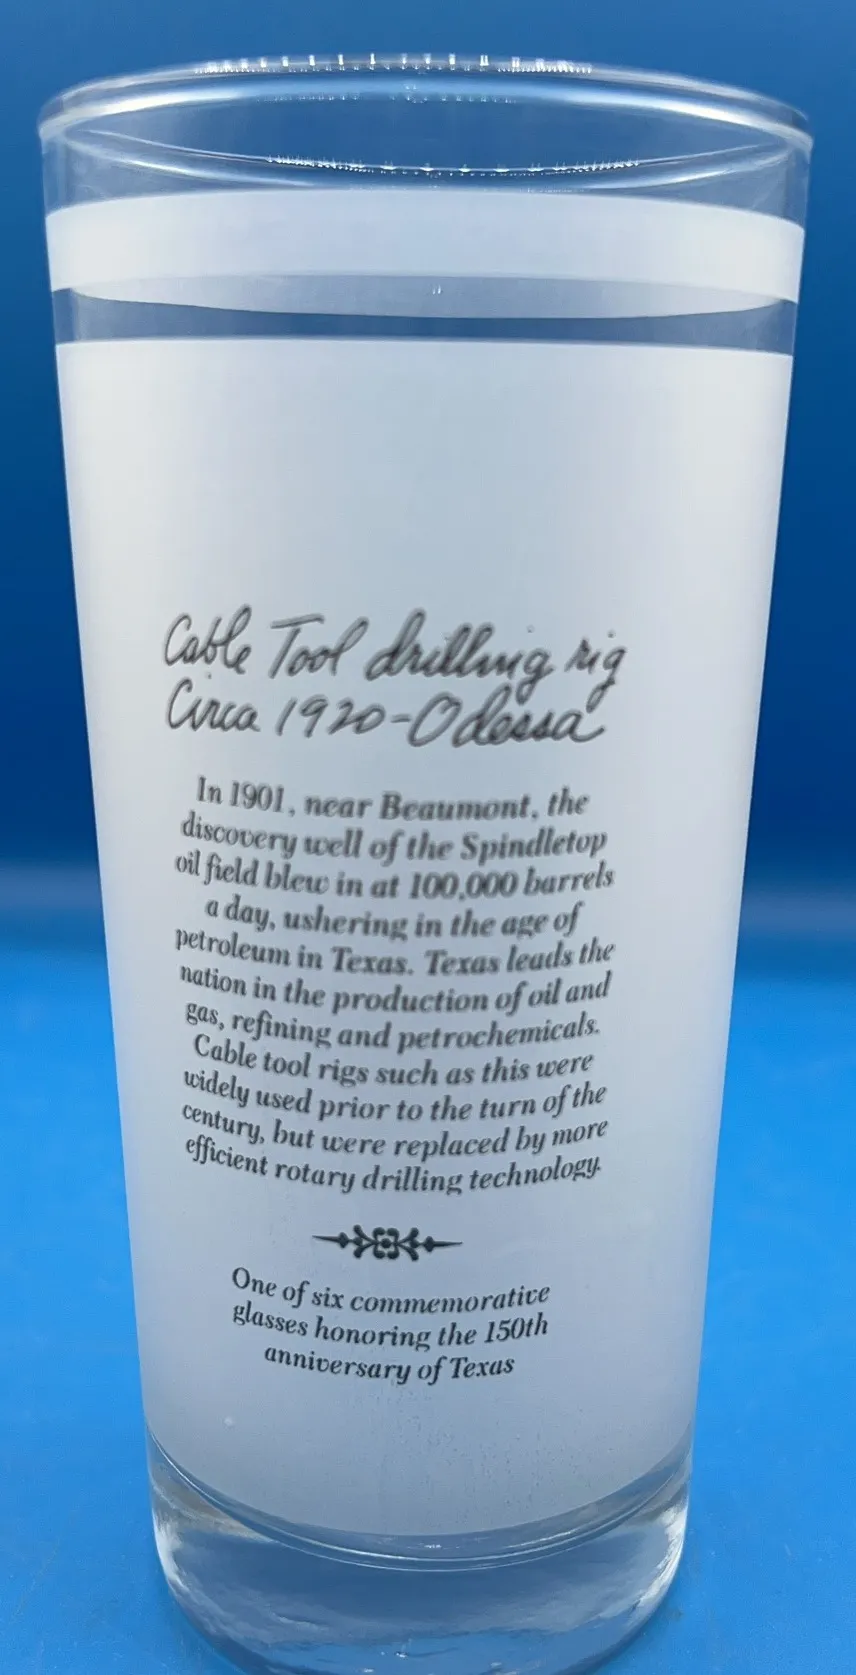 Cable Tool drilling rig
Circa 1920-Odessa
In 1901, near Beaumont, the
discovery well of the Spindletop
oil field blew in at 100,000 barrels
a day, ushering in the age of
petroleum in Texas. Texas leads the
nation in the production of oil and
gas, refining and petrochemicals.
Cable tool rigs such as this were
widely used prior to the turn of the
century, but were replaced by more
efficient rotary drilling technology.
One of six commemorative
glasses honoring the 150th
anniversary of Texas